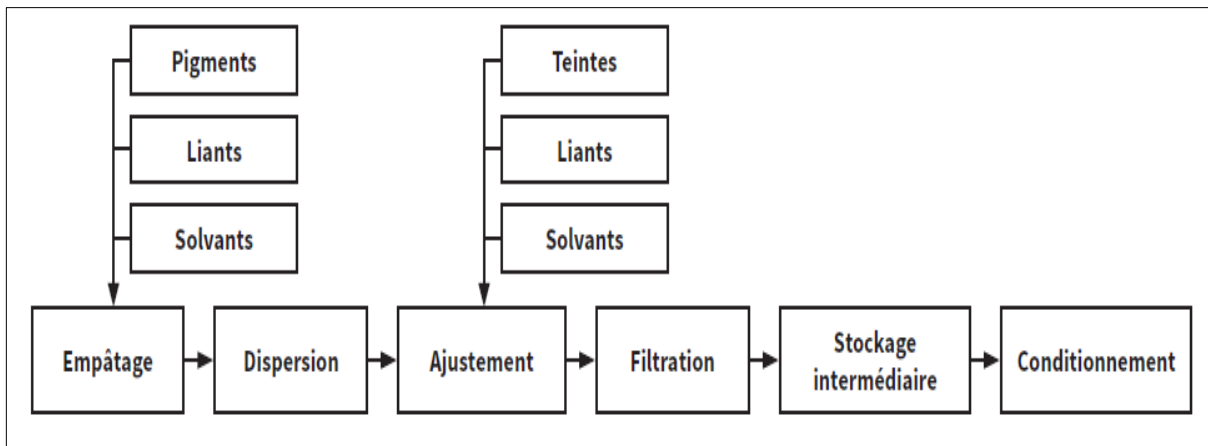 Pigments
Liants
Solvants
Teintes
Liants
Solvants
Empâtage
Dispersion
Ajustement
Filtration
Stockage
intermédiaire
Conditionnement